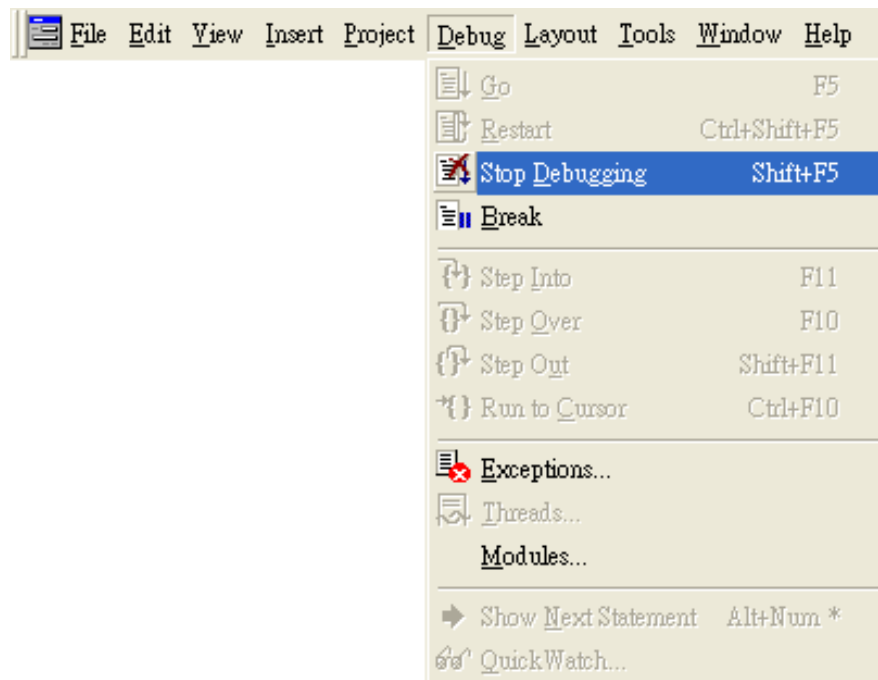 File Edit View Insert Project Debug Layout Tools Window Help
Go F5
Restart Ctrl+Shift+F5
Stop Debugging Shift+F5
Break
Step Into F11
Step Over F10
Step Out Shift+F11
Run to Cursor Ctrl+F10
Exceptions...
Threads...
Modules...
Show Next Statement Alt+Num *
QuickWatch...